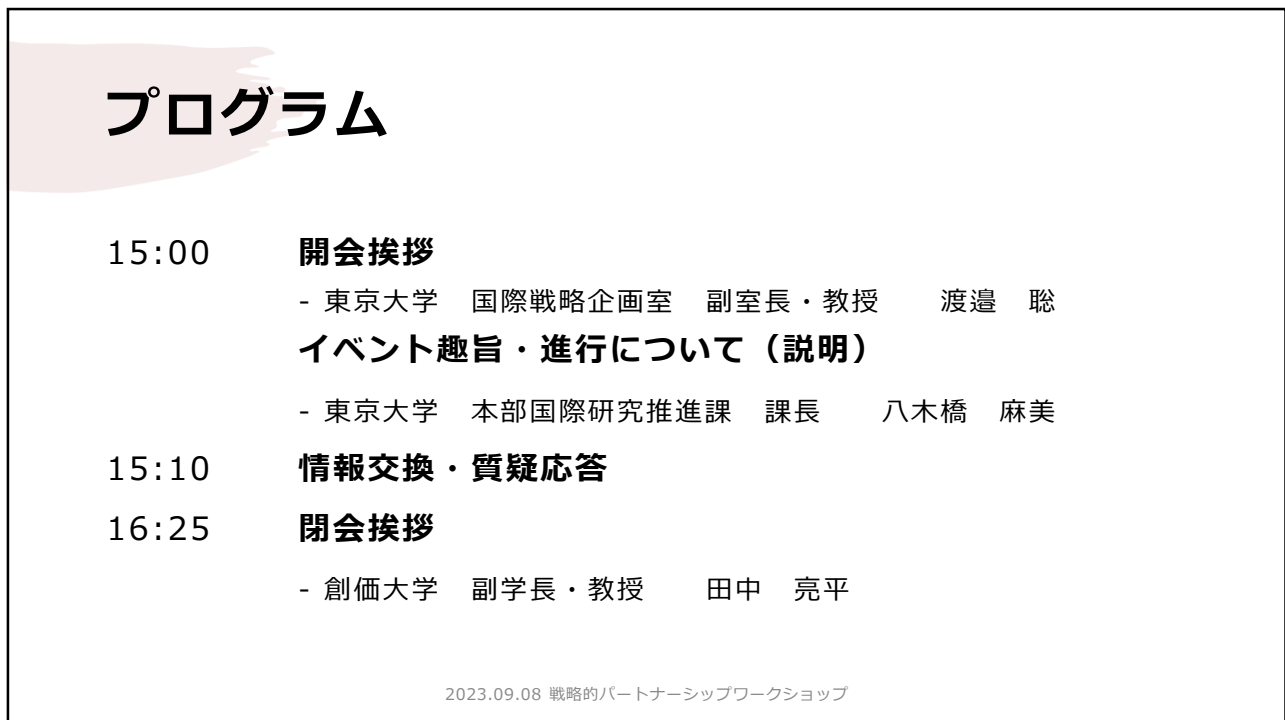 プログラム
15:00 開会挨拶
- 東京大学 国際戦略企画室 副室長・教授 渡邉 聡
イベント趣旨・進行について（説明）
- 東京大学 本部国際研究推進課 課長 八木橋 麻美
15:10 情報交換・質疑応答
16:25 閉会挨拶
- 創価大学 副学長・教授 田中 亮平
2023.09.08 戦略的パートナーシップワークショップ